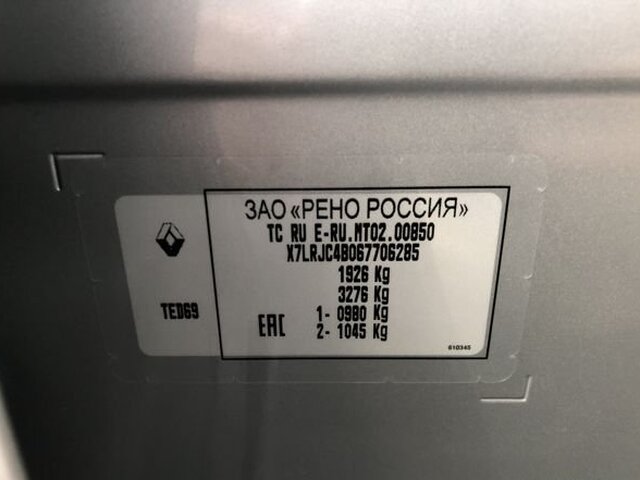 ЗАО «РЕНО РОССИЯ»
TC RU E-RU.MT02.00850
X7LRJC4B067706285
1926 Kg
3276 Kg
1- 0980 Kg
2- 1045 Kg
TED69
EAC
610345